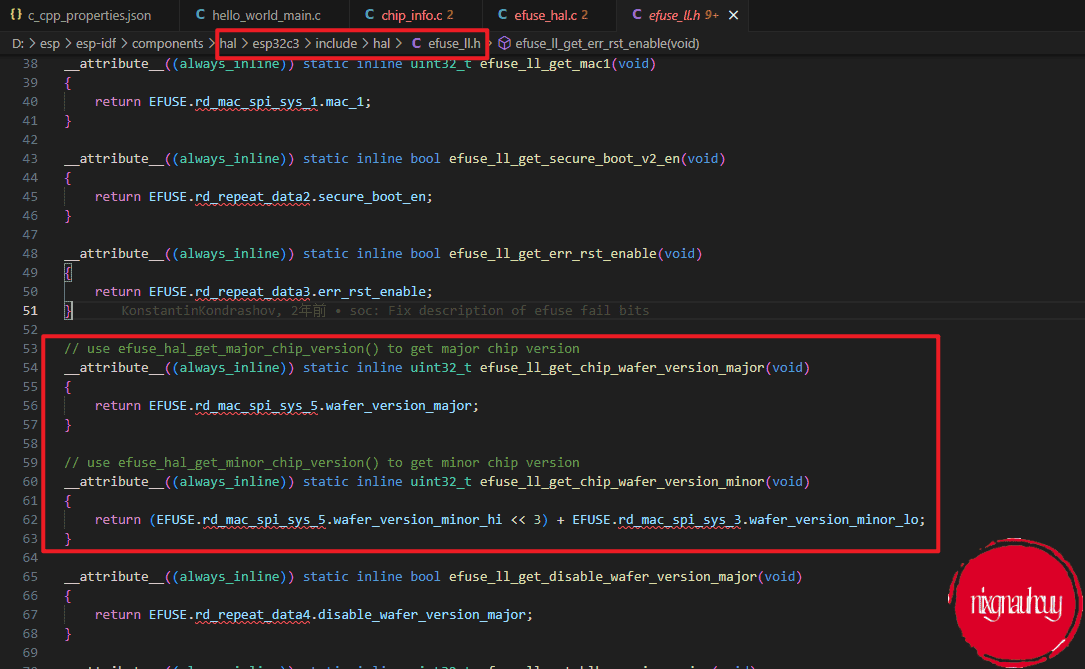 {} c_cpp_properties.json C hello_world_main.c C chip_info.c 2 C efuse_hal.c 2 C efuse_ll.h 9+ ×
D: > esp > esp-idf > components > hal > esp32c3 > include > hal > C efuse_ll.h > efuse_ll_get_err_rst_enable(void)
38 __attribute__((always_inline)) static inline uint32_t efuse_ll_get_mac1(void)
39 {
40 return EFUSE.rd_mac_spi_sys_1.mac_1;
41 }
42
43 __attribute__((always_inline)) static inline bool efuse_ll_get_secure_boot_v2_en(void)
44 {
45 return EFUSE.rd_repeat_data2.secure_boot_en;
46 }
47
48 __attribute__((always_inline)) static inline bool efuse_ll_get_err_rst_enable(void)
49 {
50 return EFUSE.rd_repeat_data3.err_rst_enable;
51 } KonstantinKondrashov, 2年前 • soc: Fix description of efuse fail bits
52
53 // use efuse_hal_get_major_chip_version() to get major chip version
54 __attribute__((always_inline)) static inline uint32_t efuse_ll_get_chip_wafer_version_major(void)
55 {
56 return EFUSE.rd_mac_spi_sys_5.wafer_version_major;
57 }
58
59 // use efuse_hal_get_minor_chip_version() to get minor chip version
60 __attribute__((always_inline)) static inline uint32_t efuse_ll_get_chip_wafer_version_minor(void)
61 {
62 return (EFUSE.rd_mac_spi_sys_5.wafer_version_minor_hi << 3) + EFUSE.rd_mac_spi_sys_3.wafer_version_minor_lo;
63 }
64
65 __attribute__((always_inline)) static inline bool efuse_ll_get_disable_wafer_version_major(void)
66 {
67 return EFUSE.rd_repeat_data4.disable_wafer_version_major;
68 }
69
nixgnauhcuy